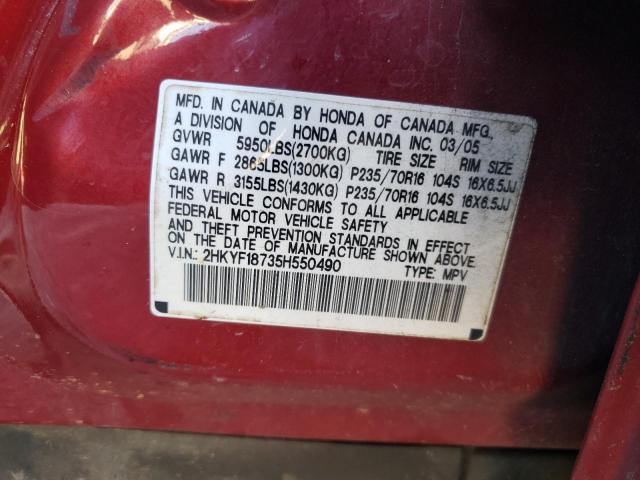 MFD. IN CANADA BY HONDA OF CANADA MFG.,
A DIVISION OF HONDA CANADA INC. 03/05
GVWR 5950LBS(2700KG) TIRE SIZE RIM SIZE
GAWR F 2865LBS(1300KG) P235/70R16 104S 16X6.5JJ
GAWR R 3155LBS(1430KG) P235/70R16 104S 16X6.5JJ
THIS VEHICLE CONFORMS TO ALL APPLICABLE
FEDERAL MOTOR VEHICLE SAFETY
AND THEFT PREVENTION STANDARDS IN EFFECT
ON THE DATE OF MANUFACTURE SHOWN ABOVE.
V.I.N.: 2HKYF18735H550490 TYPE: MPV